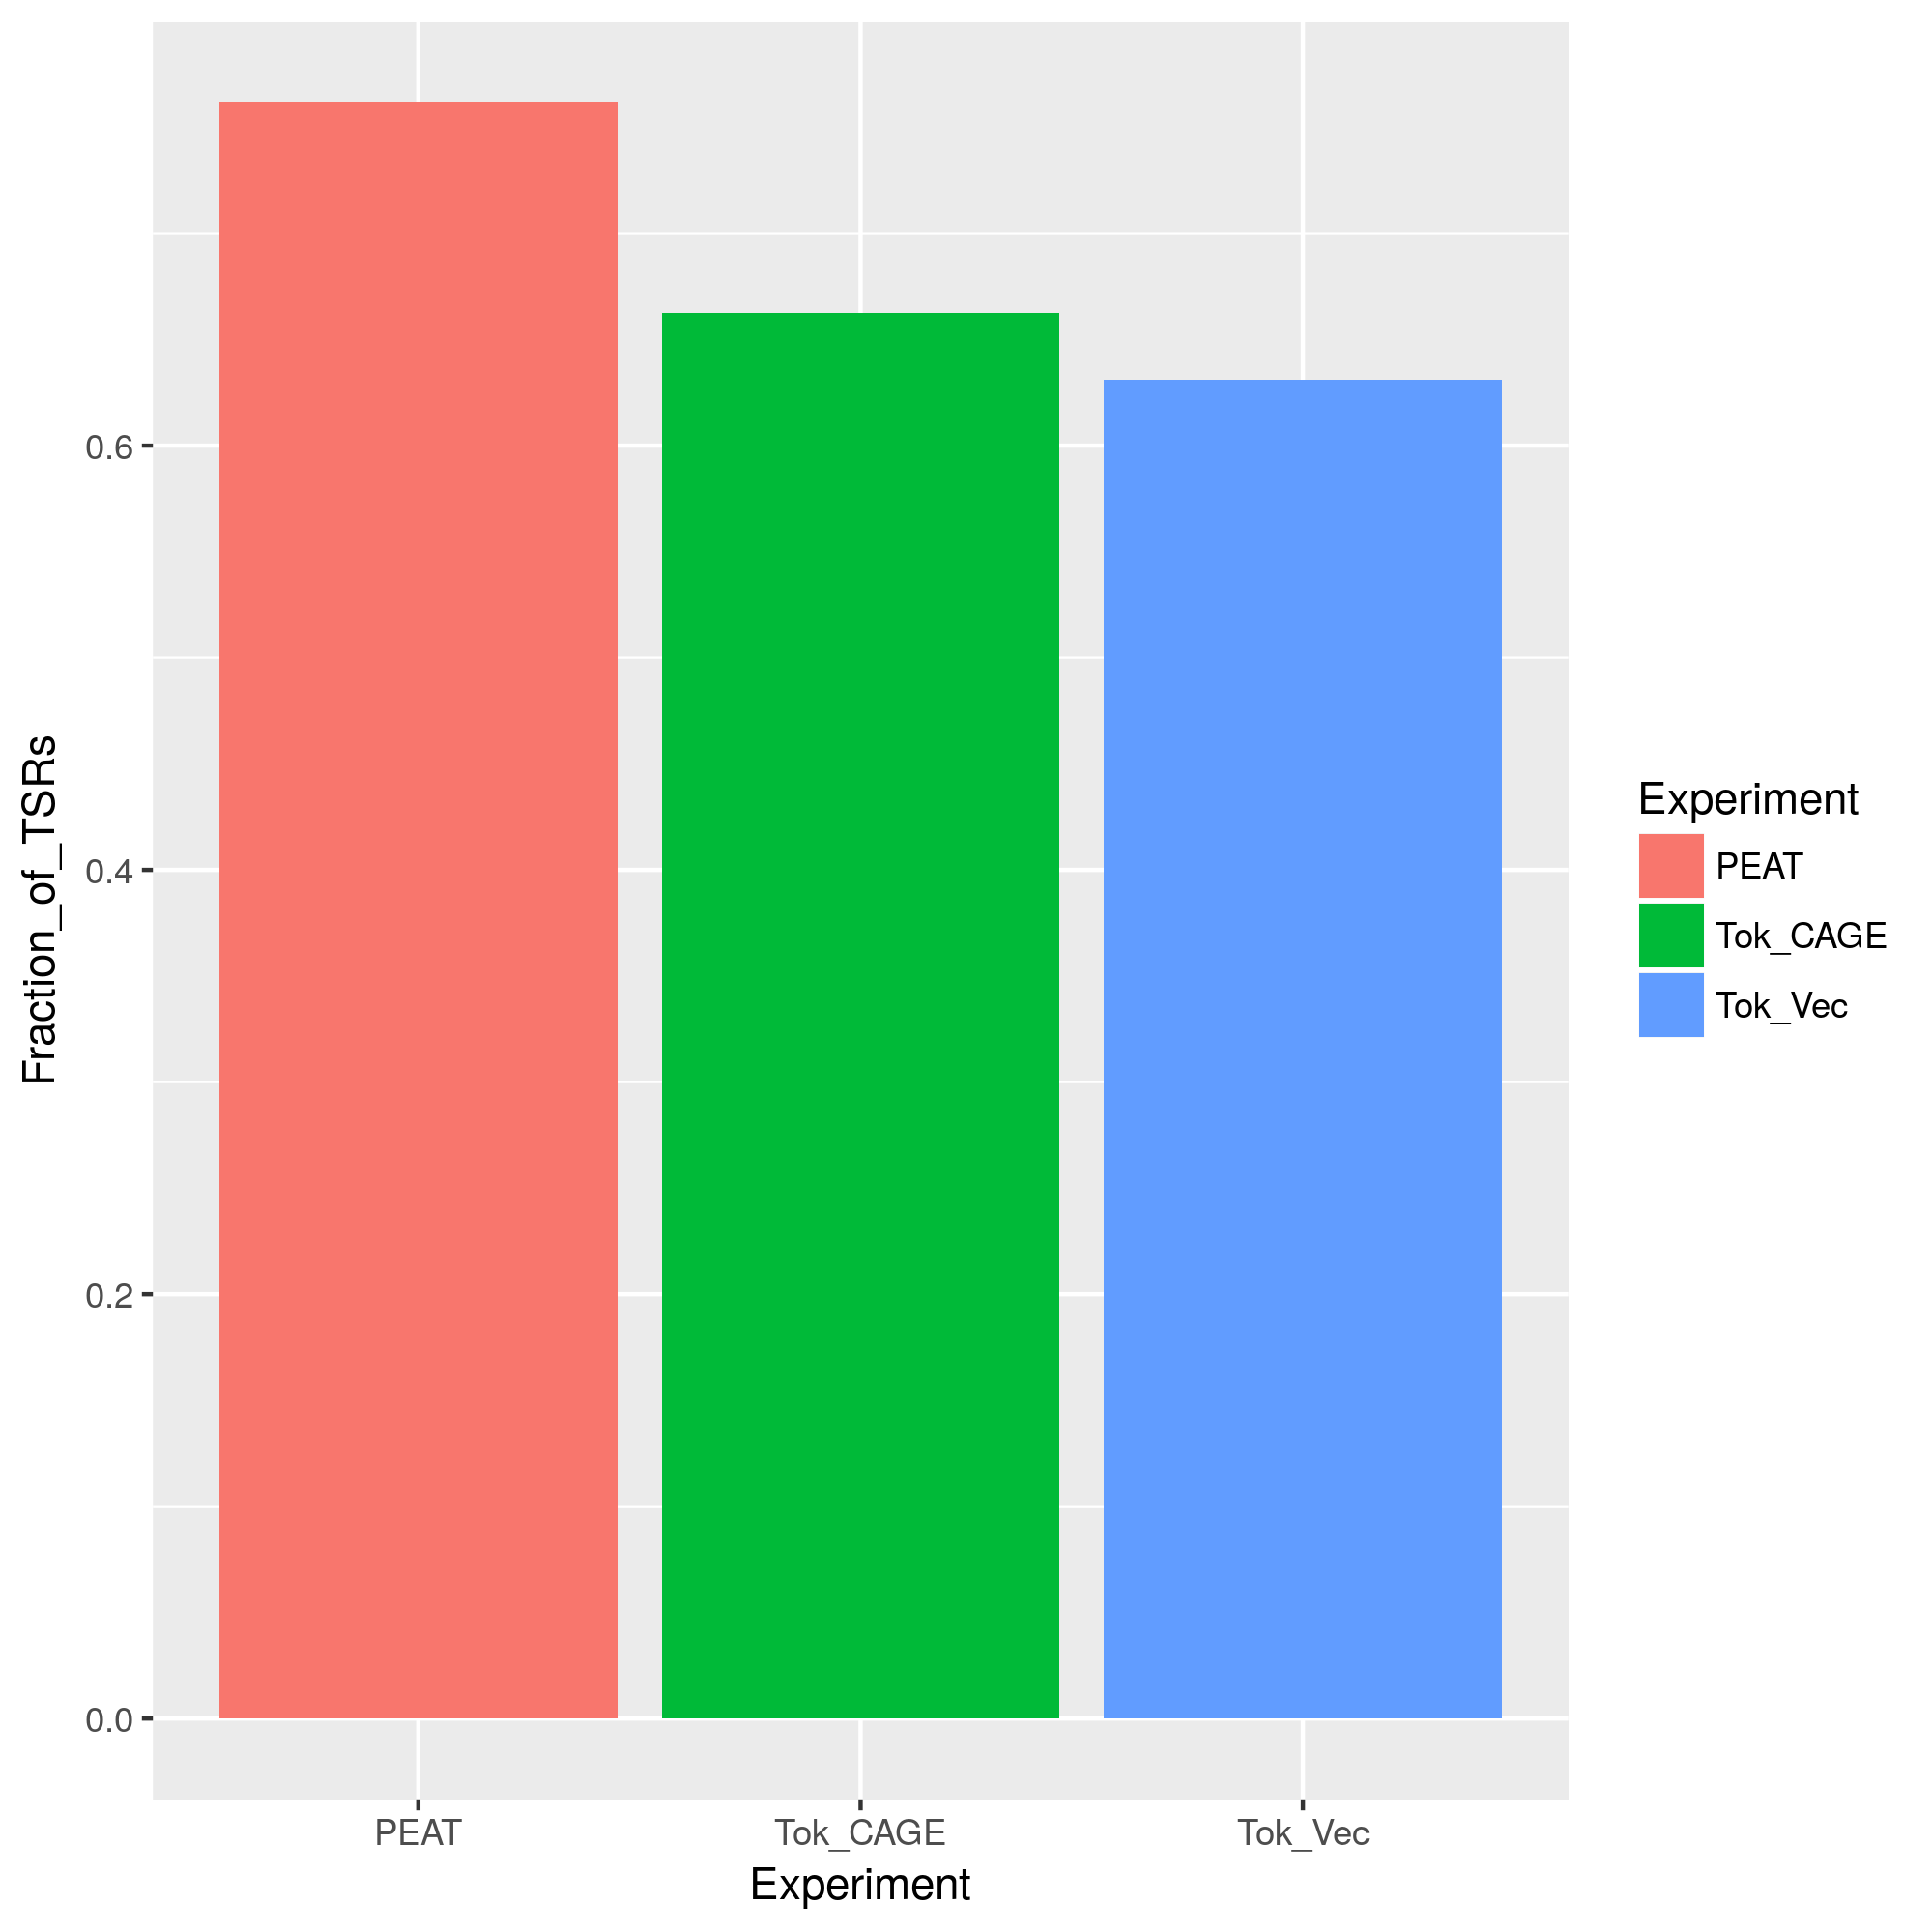 Fraction_of_TSRs
0.6
0.4
0.2
0.0
PEAT
Tok_CAGE
Tok_Vec
Experiment
Experiment
PEAT
Tok_CAGE
Tok_Vec